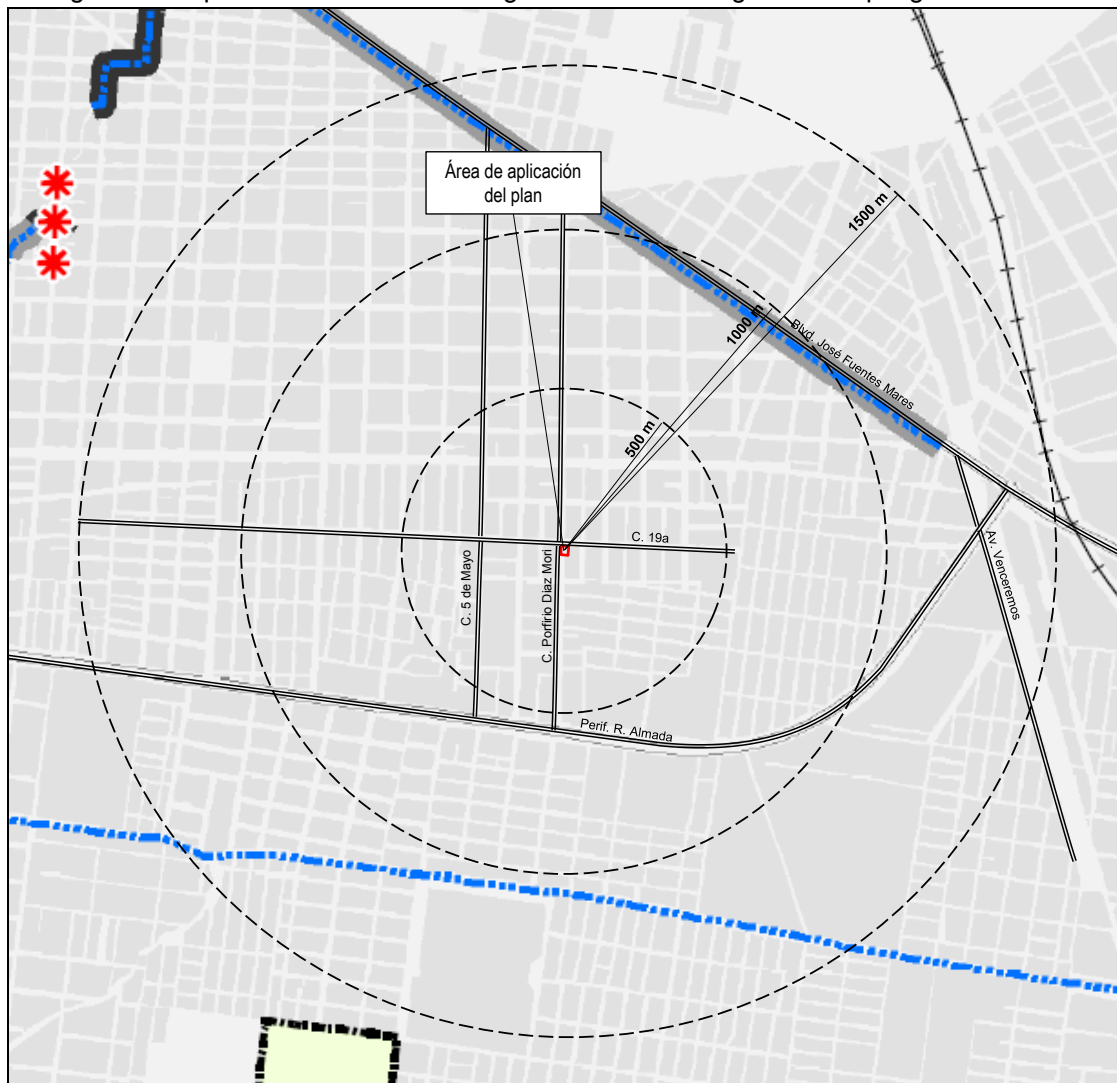 Área de aplicación
del plan
1500 m
1000 m
Blvd. José Fuentes Mares
500 m
C. 19a
C. 5 de Mayo
C. Porfirio Diaz Mori
Av. Venceremos
Perif. R. Almada